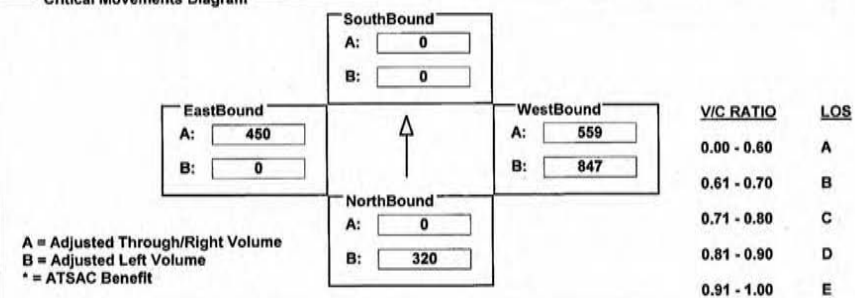 Critical Movements Diagram
SouthBound
A: 0
B: 0
EastBound
A: 450
B: 0
WestBound
A: 559
B: 847
NorthBound
A: 0
B: 320
A = Adjusted Through/Right Volume
B = Adjusted Left Volume
* = ATSAC Benefit
V/C RATIO LOS
0.00 - 0.60 A
0.61 - 0.70 B
0.71 - 0.80 C
0.81 - 0.90 D
0.91 - 1.00 E